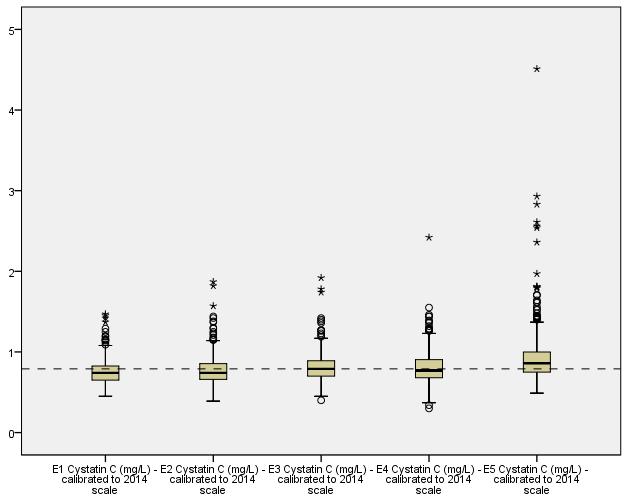 5
4
3
2
1
0
E1 Cystatin C (mg/L) - E2 Cystatin C (mg/L) - E3 Cystatin C (mg/L) - E4 Cystatin C (mg/L) - E5 Cystatin C (mg/L) -
calibrated to 2014 calibrated to 2014 calibrated to 2014 calibrated to 2014 calibrated to 2014
scale scale scale scale scale